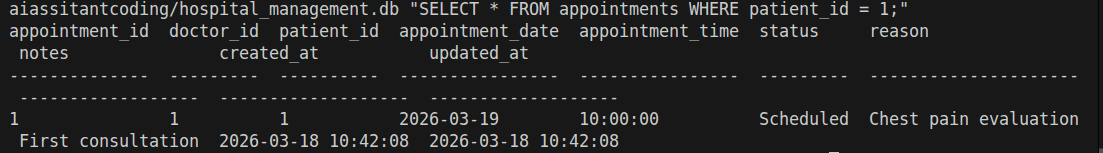 aiassitantcoding/hospital_management.db "SELECT * FROM appointments WHERE patient_id = 1;"
appointment_id  doctor_id  patient_id  appointment_date  appointment_time  status     reason
 notes              created_at           updated_at
--------------  ---------  ----------  ----------------  ----------------  ---------  ---------------------
 ------------------  -------------------  -------------------
1               1          1           2026-03-19        10:00:00          Scheduled  Chest pain evaluation
 First consultation  2026-03-18 10:42:08  2026-03-18 10:42:08